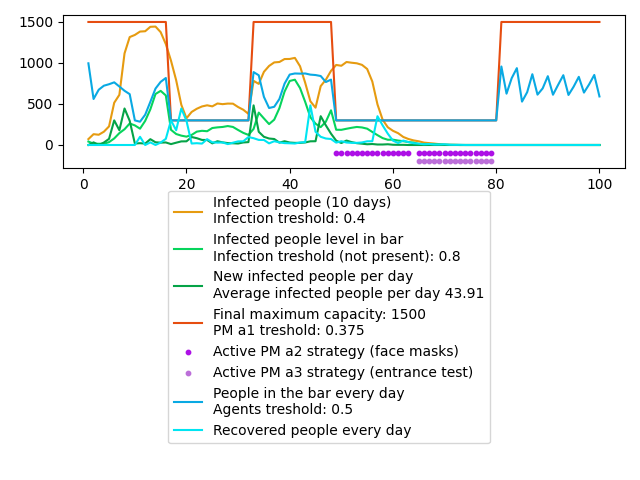 1500
1000
500
0
0
20
40
60
80
100
Infected people (10 days)
Infection treshold: 0.4
Infected people level in bar
Infection treshold (not present): 0.8
New infected people per day
Average infected people per day 43.91
Final maximum capacity: 1500
PM a1 treshold: 0.375
Active PM a2 strategy (face masks)
Active PM a3 strategy (entrance test)
People in the bar every day
Agents treshold: 0.5
Recovered people every day